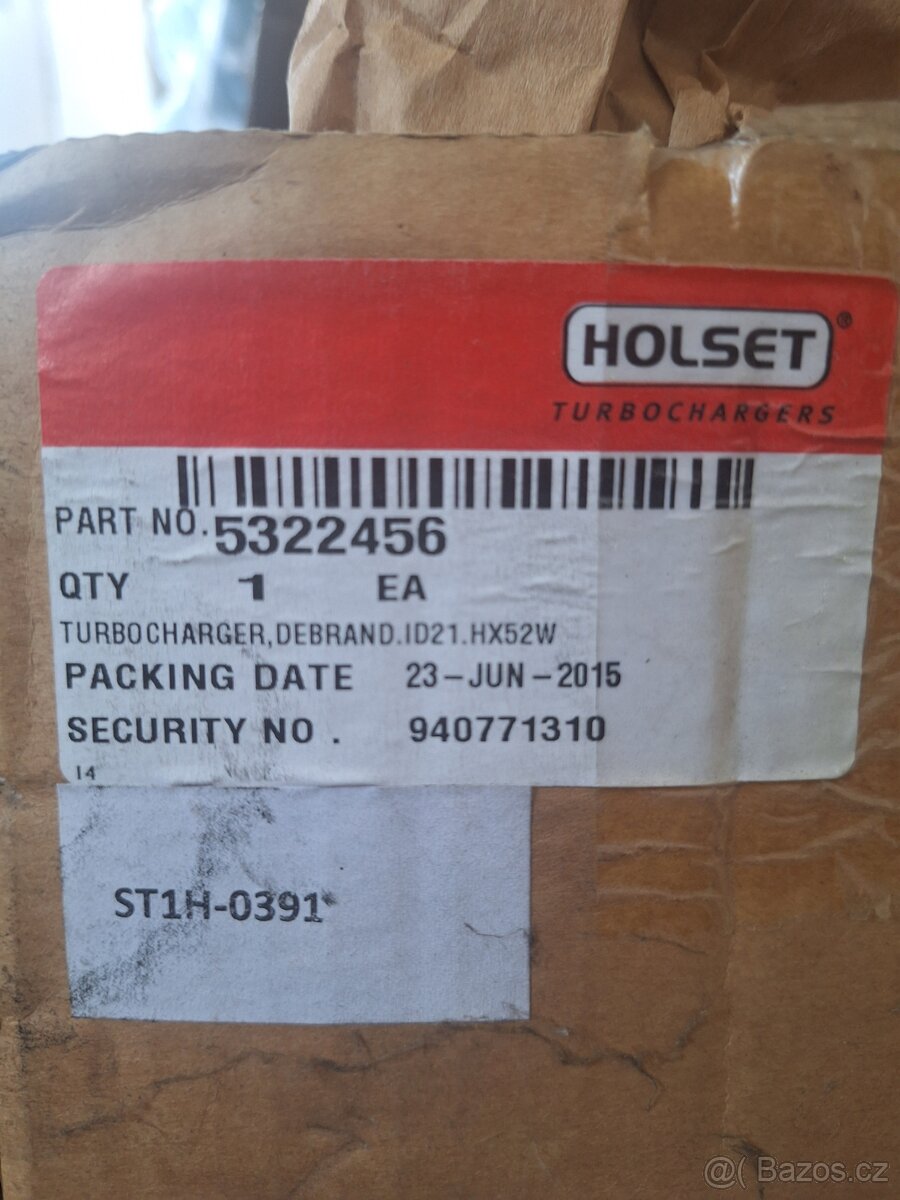 HOLSET®
TURBOCHARGERS
PART NO. 5322456
QTY 1 EA
TURBOCHARGER,DEBRAND.ID21.HX52W
PACKING DATE 23-JUN-2015
SECURITY NO . 940771310
14
ST1H-0391
@( Bazos.cz